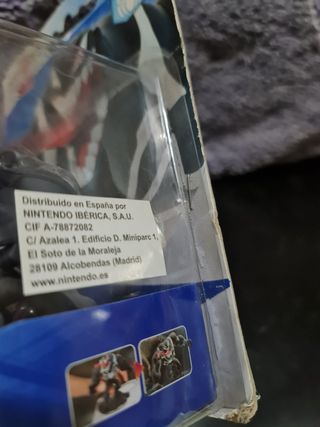 Distribuido en España por
NINTENDO IBÉRICA, S.A.U.
CIF A-78872082
C/ Azalea 1. Edificio D. Miniparc 1,
El Soto de la Moraleja
28109 Alcobendas (Madrid)
www.nintendo.es